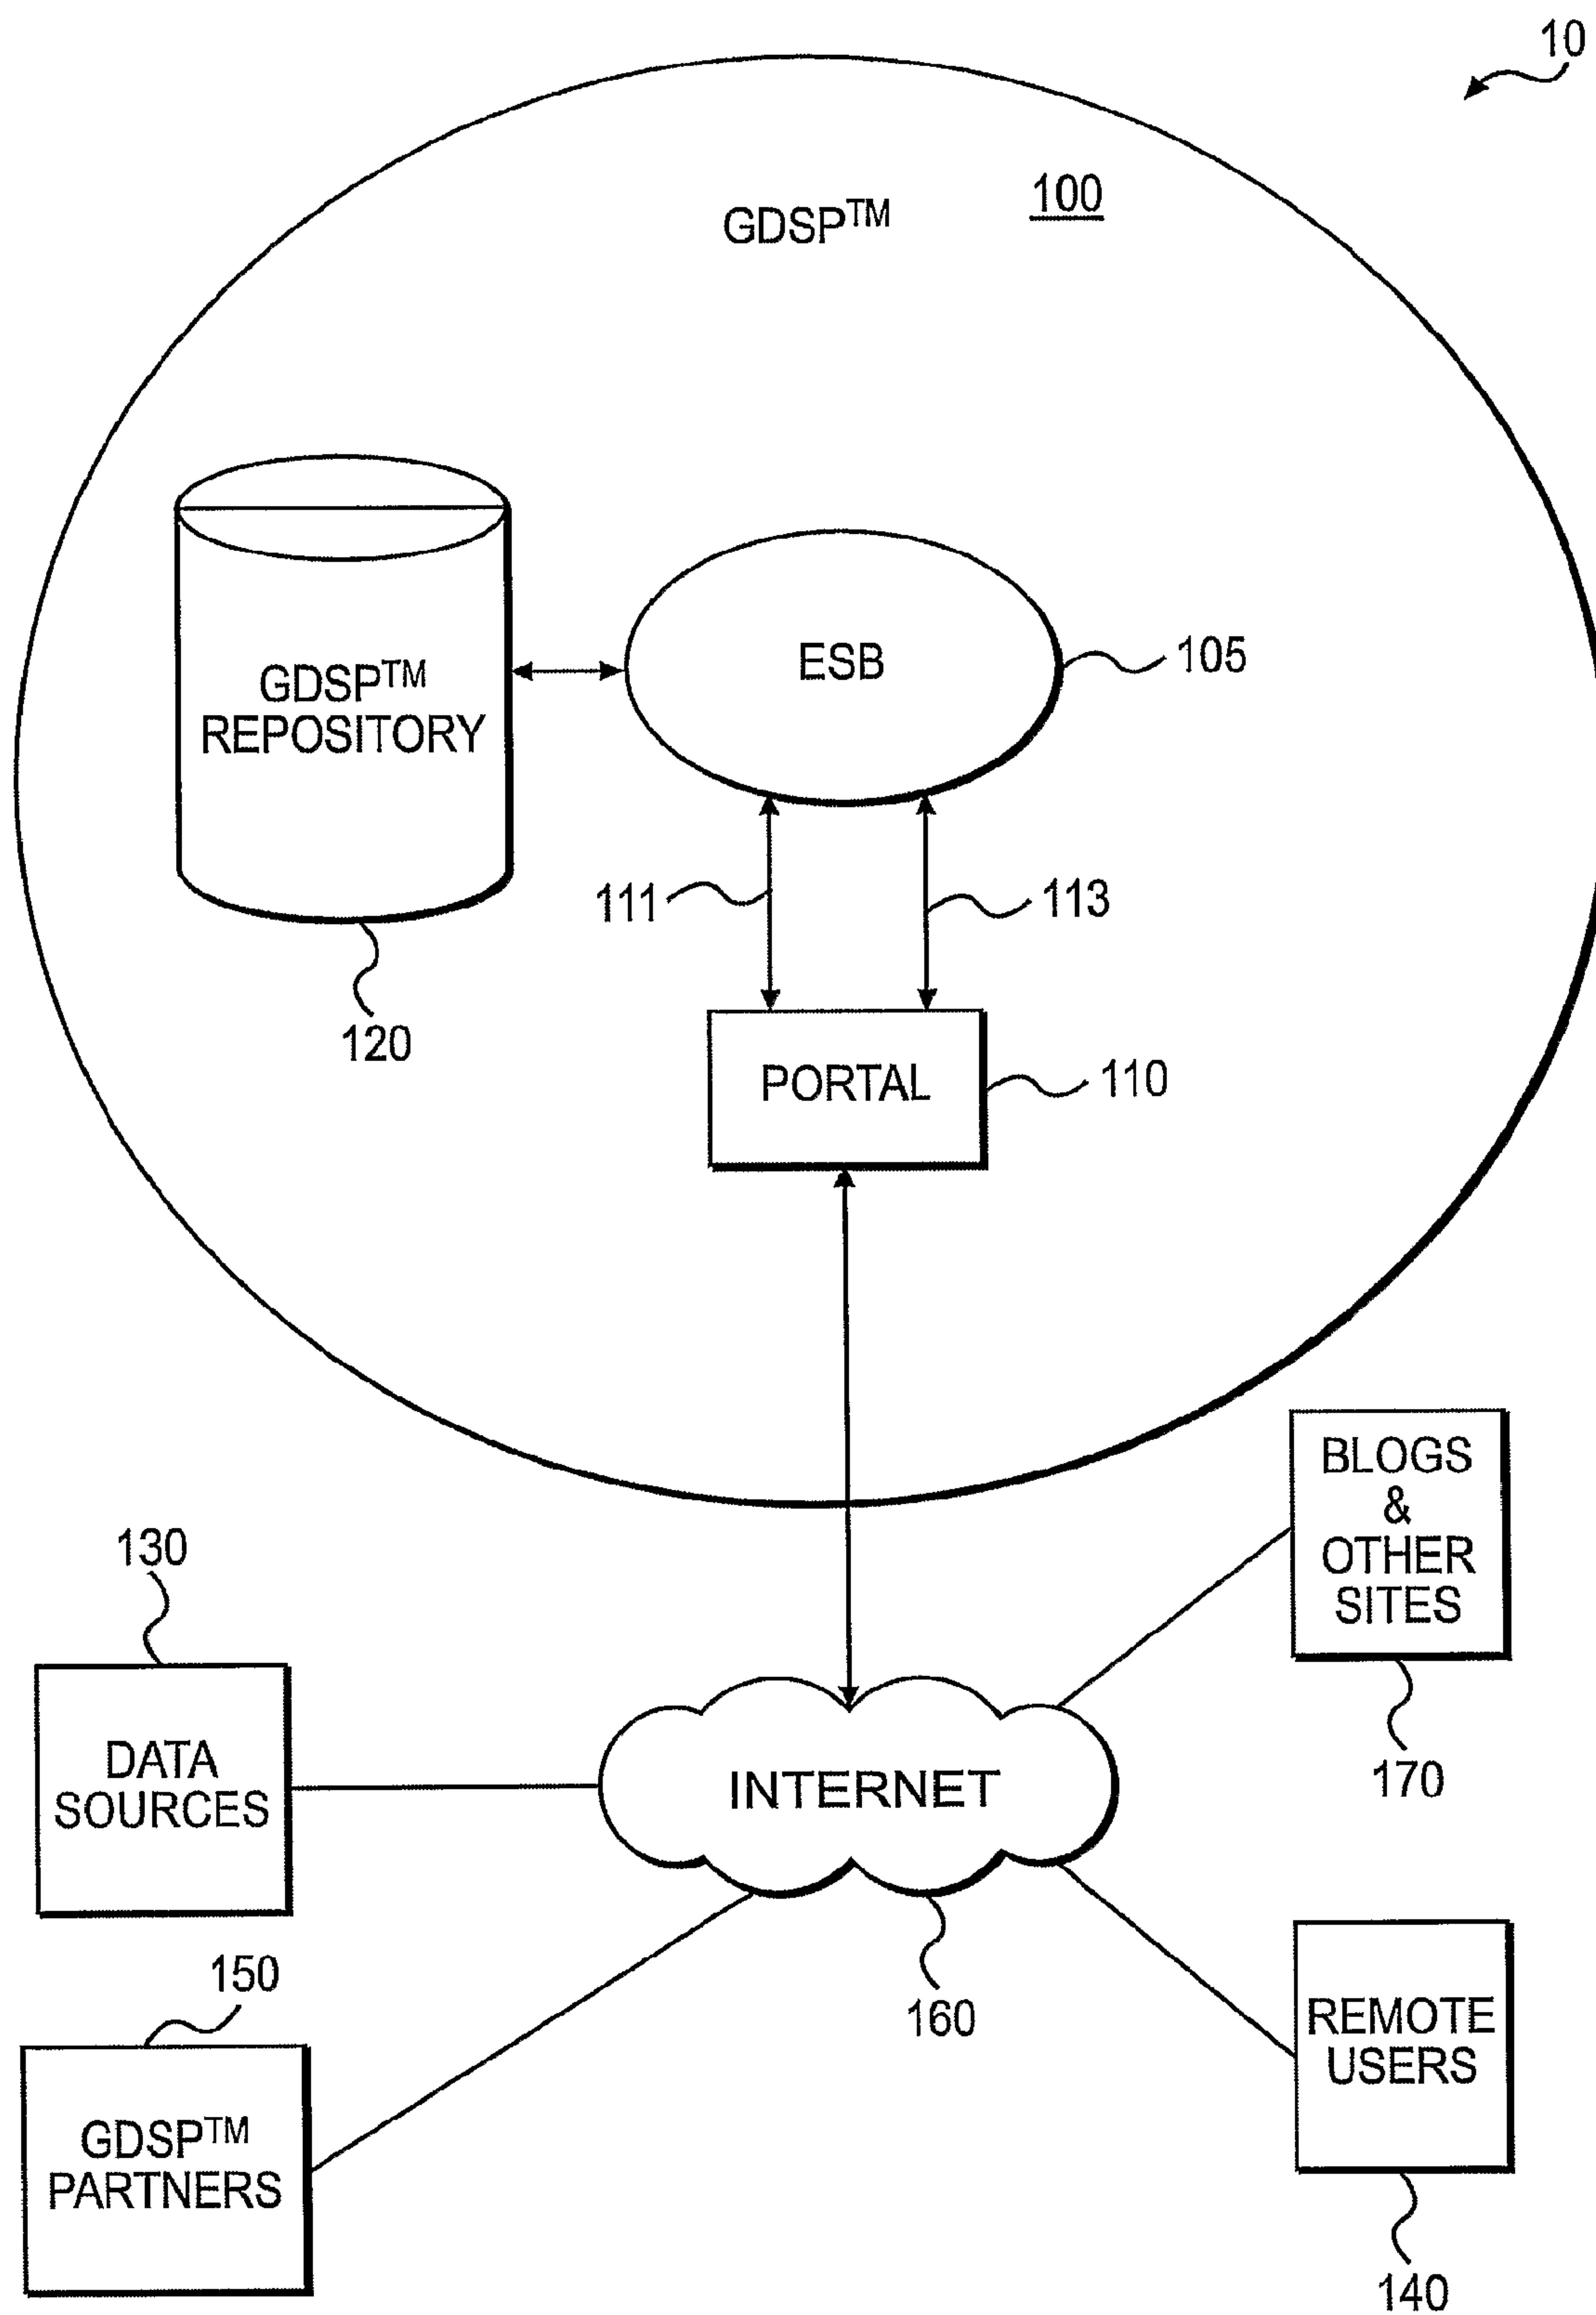 10
GDSP™
100
GDSP™
REPOSITORY
ESB
105
111
113
120
PORTAL
110
BLOGS
&
OTHER
SITES
130
DATA
SOURCES
INTERNET
170
150
160
REMOTE
USERS
GDSP™
PARTNERS
140